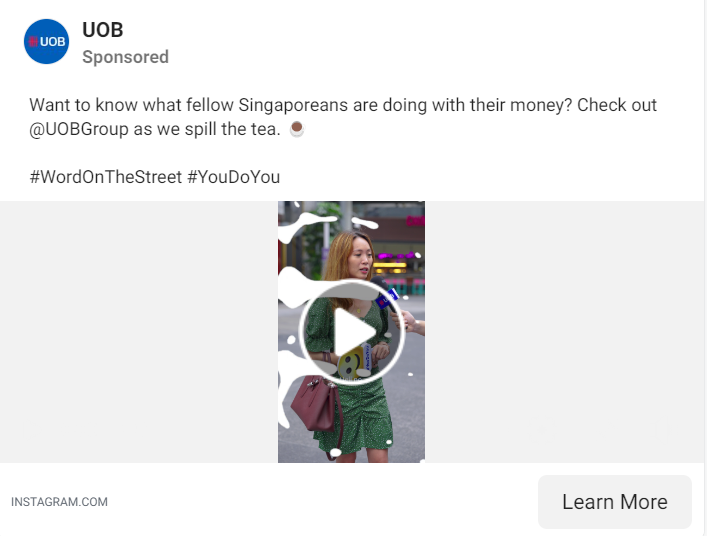 UOB
UOB
Sponsored
Want to know what fellow Singaporeans are doing with their money? Check out
@UOBGroup as we spill the tea. ☕
#WordOnTheStreet #YouDoYou
INSTAGRAM.COM
Learn More